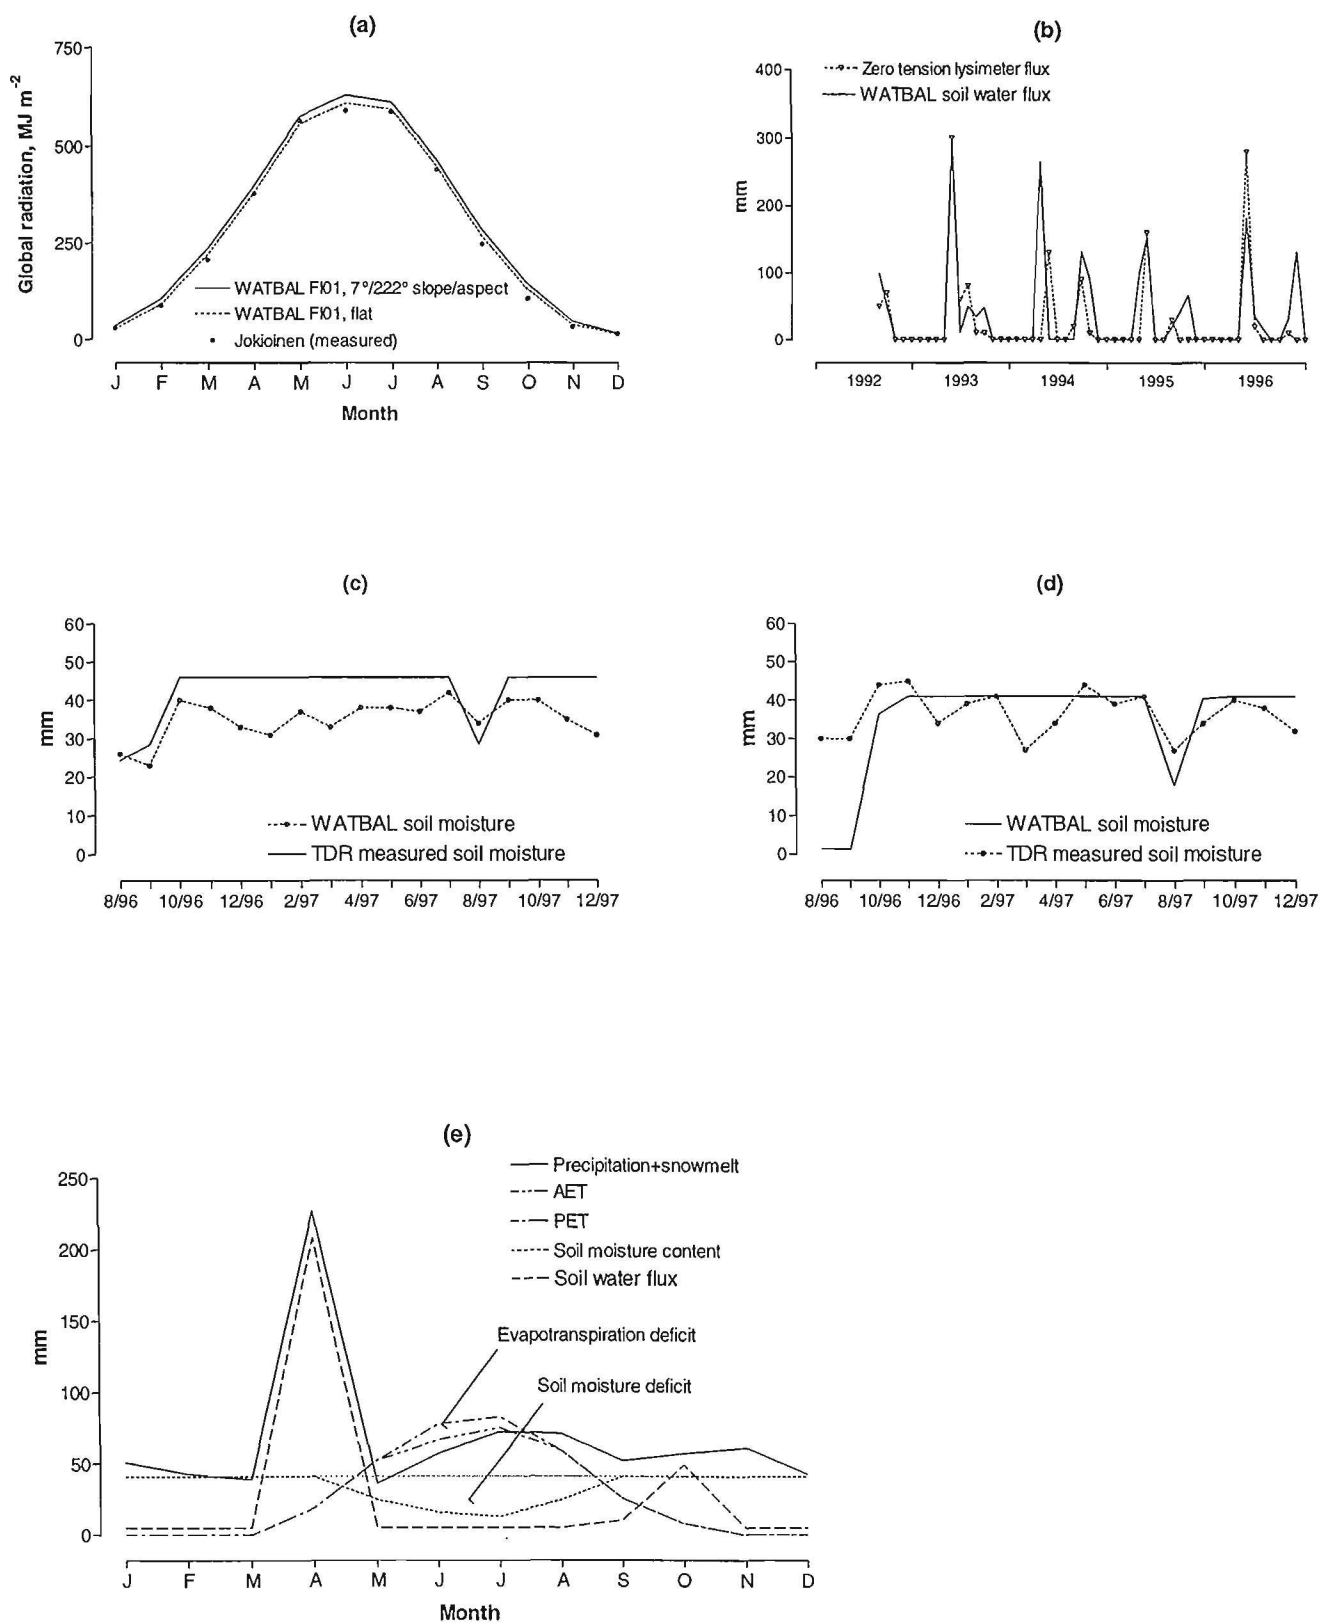 (a)
750
500
250
0
Global radiation, MJ m-2
WATBAL FI01, 7°/222° slope/aspect
WATBAL FI01, flat
Jokioinen (measured)
J F M A M J J A S O N D
Month
(b)
400
300
200
100
0
mm
Zero tension lysimeter flux
WATBAL soil water flux
1992 1993 1994 1995 1996
(c)
60
50
40
30
20
10
0
mm
WATBAL soil moisture
TDR measured soil moisture
8/96 10/96 12/96 2/97 4/97 6/97 8/97 10/97 12/97
(d)
60
50
40
30
20
10
0
mm
WATBAL soil moisture
TDR measured soil moisture
8/96 10/96 12/96 2/97 4/97 6/97 8/97 10/97 12/97
(e)
250
200
150
100
50
0
mm
Precipitation+snowmelt
AET
PET
Soil moisture content
Soil water flux
Evapotranspiration deficit
Soil moisture deficit
J F M A M J J A S O N D
Month